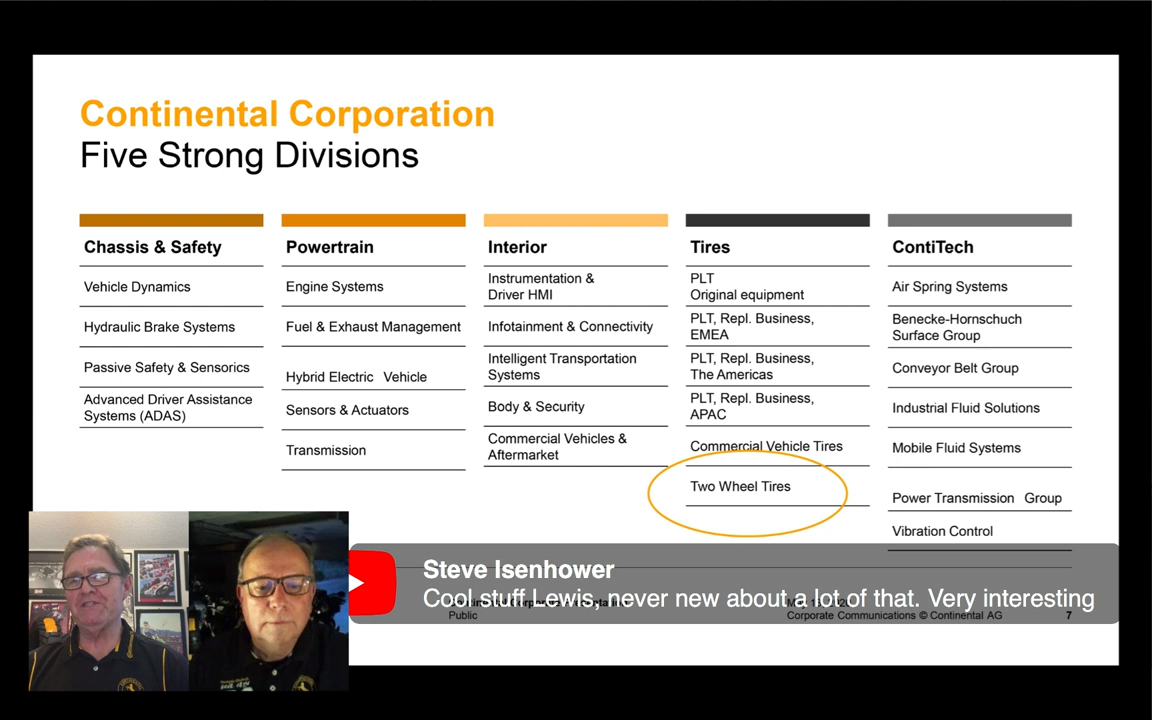 Continental Corporation
Five Strong Divisions
Chassis & Safety
Vehicle Dynamics
Hydraulic Brake Systems
Passive Safety & Sensorics
Advanced Driver Assistance
Systems (ADAS)
Powertrain
Engine Systems
Fuel & Exhaust Management
Hybrid Electric Vehicle
Sensors & Actuators
Transmission
Interior
Instrumentation &
Driver HMI
Infotainment & Connectivity
Intelligent Transportation
Systems
Body & Security
Commercial Vehicles &
Aftermarket
Tires
PLT
Original equipment
PLT, Repl. Business,
EMEA
PLT, Repl. Business,
The Americas
PLT, Repl. Business,
APAC
Commercial Vehicle Tires
Two Wheel Tires
ContiTech
Air Spring Systems
Benecke-Hornschuch
Surface Group
Conveyor Belt Group
Industrial Fluid Solutions
Mobile Fluid Systems
Power Transmission Group
Vibration Control
Steve Isenhower
Cool stuff Lewis, never new about a lot of that. Very interesting
Public
Corporate Communications © Continental AG
7